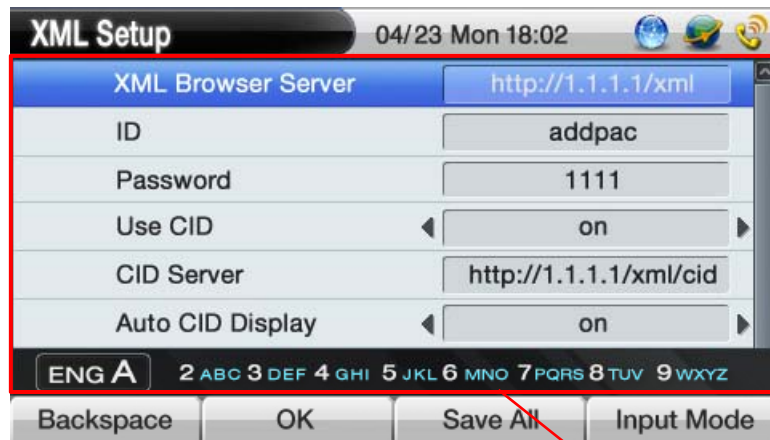 XML Setup 04/23 Mon 18:02
XML Browser Server http://1.1.1.1/xml
ID addpac
Password 1111
Use CID on
CID Server http://1.1.1.1/xml/cid
Auto CID Display on
ENG A 2 ABC 3 DEF 4 GHI 5 JKL 6 MNO 7 PQRS 8 TUV 9 WXYZ
Backspace OK Save All Input Mode